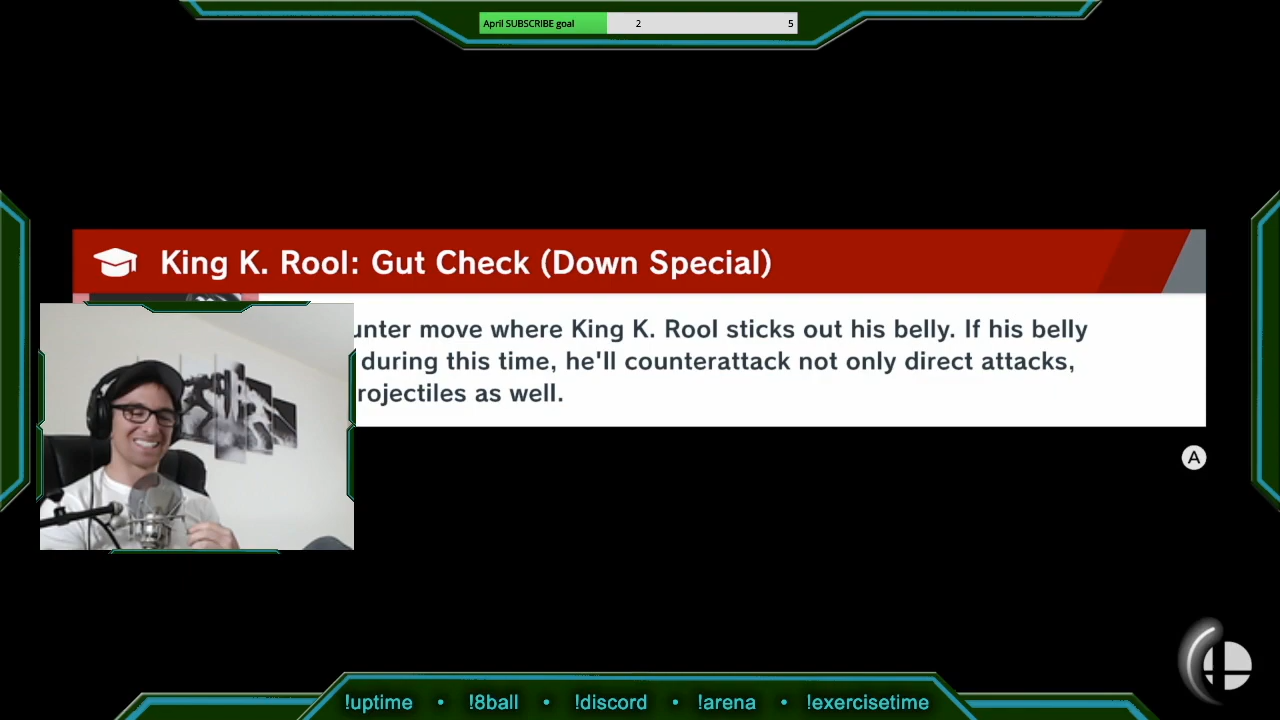 April SUBSCRIBE goal 2 5
King K. Rool: Gut Check (Down Special)
unter move where King K. Rool sticks out his belly. If his belly
during this time, he'll counterattack not only direct attacks,
rojectiles as well.
A
!uptime • !8ball • !discord • !arena • !exercisetime